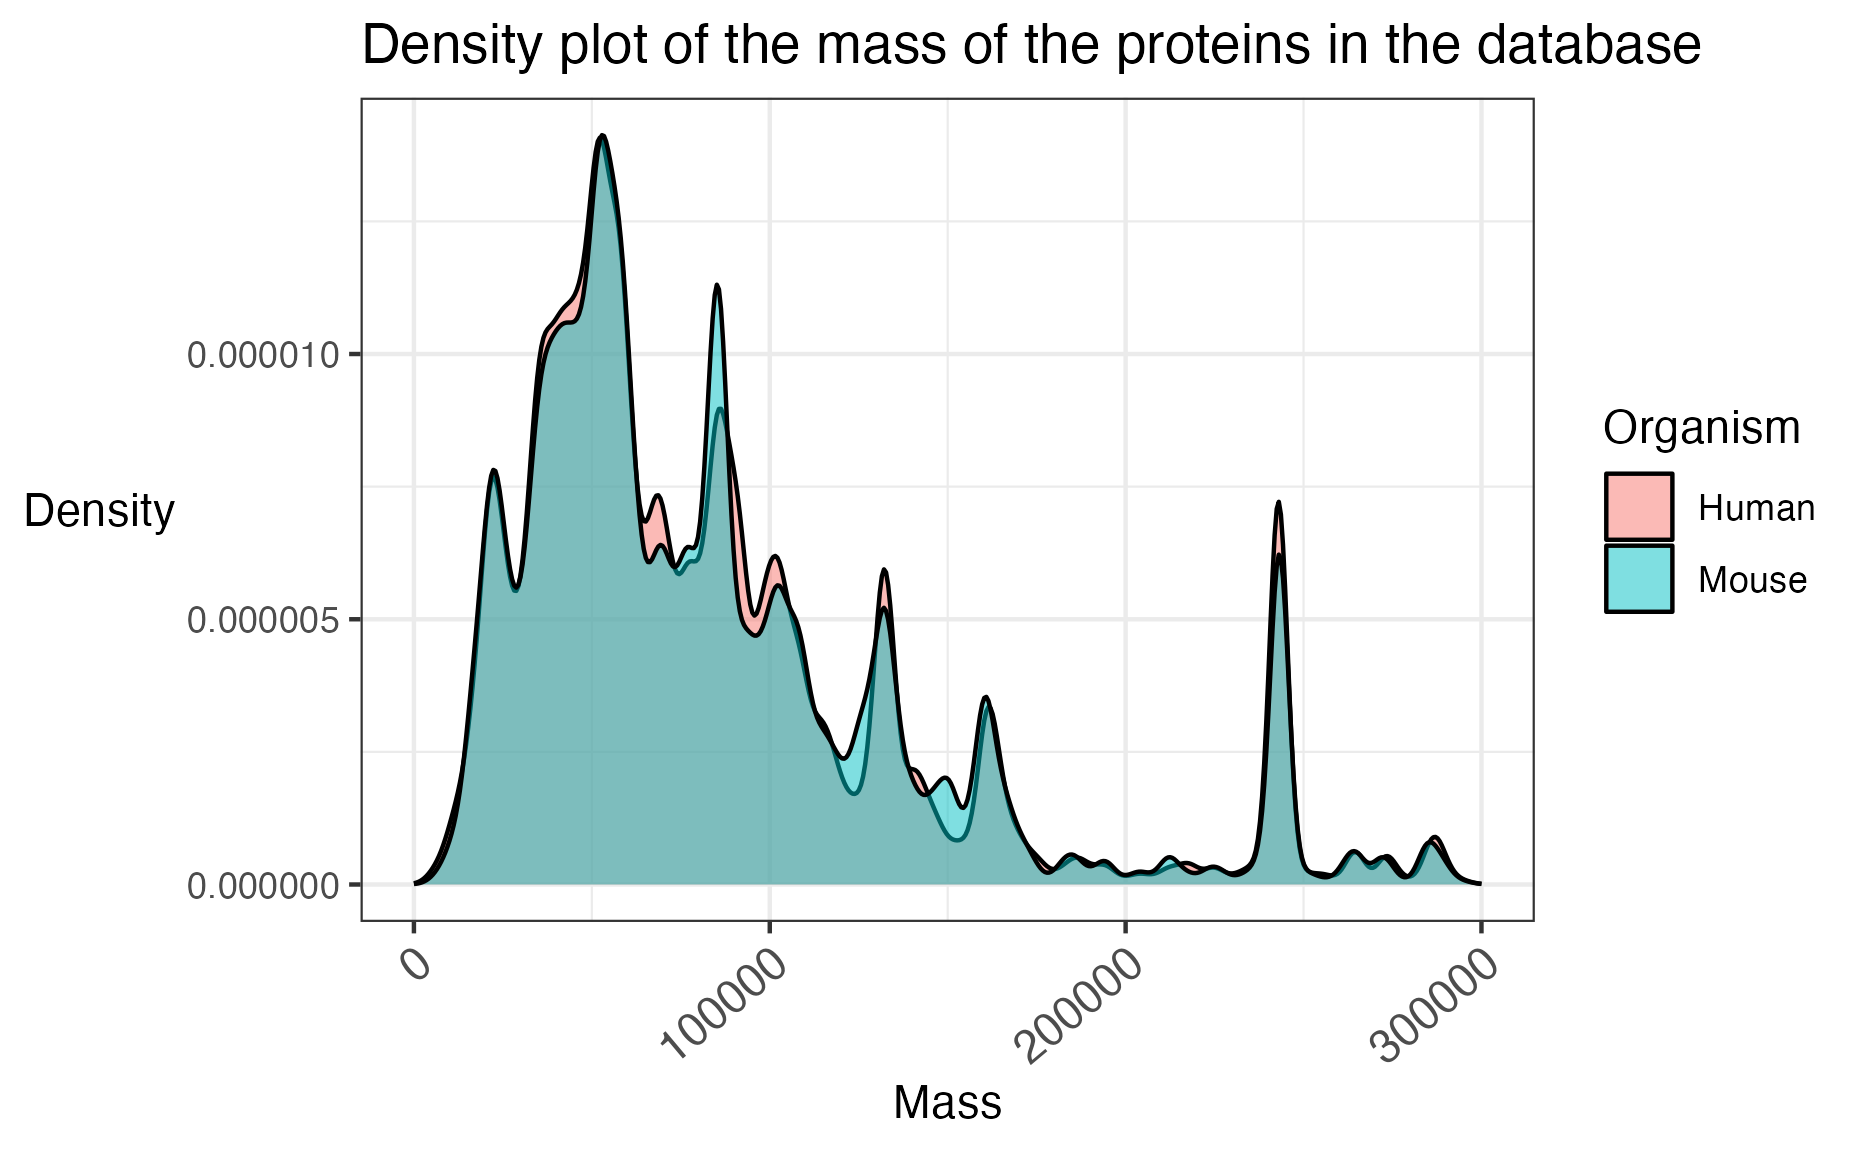 Density plot of the mass of the proteins in the database
Density
0.000010
0.000005
0.000000
0
100000
200000
300000
Mass
Organism
Human
Mouse